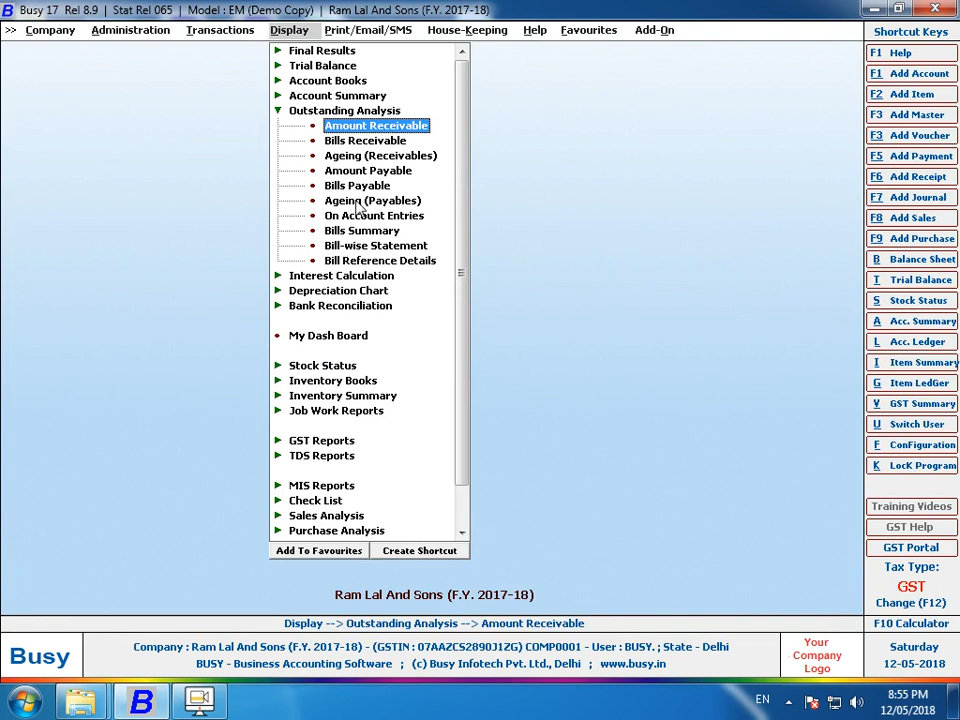 Busy 17 Rel 8.9 | Stat Rel 065 | Model : EM (Demo Copy) | Ram Lal And Sons (F.Y. 2017-18)
>> Company Administration Transactions Display Print/Email/SMS House-Keeping Help Favourites Add-On
Final Results
Trial Balance
Account Books
Account Summary
Outstanding Analysis
Amount Receivable
Bills Receivable
Ageing (Receivables)
Amount Payable
Bills Payable
Ageing (Payables)
On Account Entries
Bills Summary
Bill-wise Statement
Bill Reference Details
Interest Calculation
Depreciation Chart
Bank Reconciliation
My Dash Board
Stock Status
Inventory Books
Inventory Summary
Job Work Reports
GST Reports
TDS Reports
MIS Reports
Check List
Sales Analysis
Purchase Analysis
Add To Favourites Create Shortcut
Shortcut Keys
F1 Help
F1 Add Account
F2 Add Item
F3 Add Master
F3 Add Voucher
F5 Add Payment
F6 Add Receipt
F7 Add Journal
F8 Add Sales
F9 Add Purchase
B Balance Sheet
T Trial Balance
S Stock Status
A Acc. Summary
L Acc. Ledger
I Item Summary
G Item LedGer
Y GST Summary
U Switch User
F ConFiguration
K LocK Program
Training Videos
GST Help
GST Portal
Tax Type:
GST
Change (F12)
F10 Calculator
Ram Lal And Sons (F.Y. 2017-18)
Display --> Outstanding Analysis --> Amount Receivable
Busy
Company : Ram Lal And Sons (F.Y. 2017-18) - (GSTIN : 07AAZCS2890J1ZG) COMP0001 - User : BUSY. ; State - Delhi
BUSY - Business Accounting Software ; (c) Busy Infotech Pvt. Ltd., Delhi ; www.busy.in
Your
Company
Logo
Saturday
12-05-2018
B
EN
8:55 PM
12/05/2018